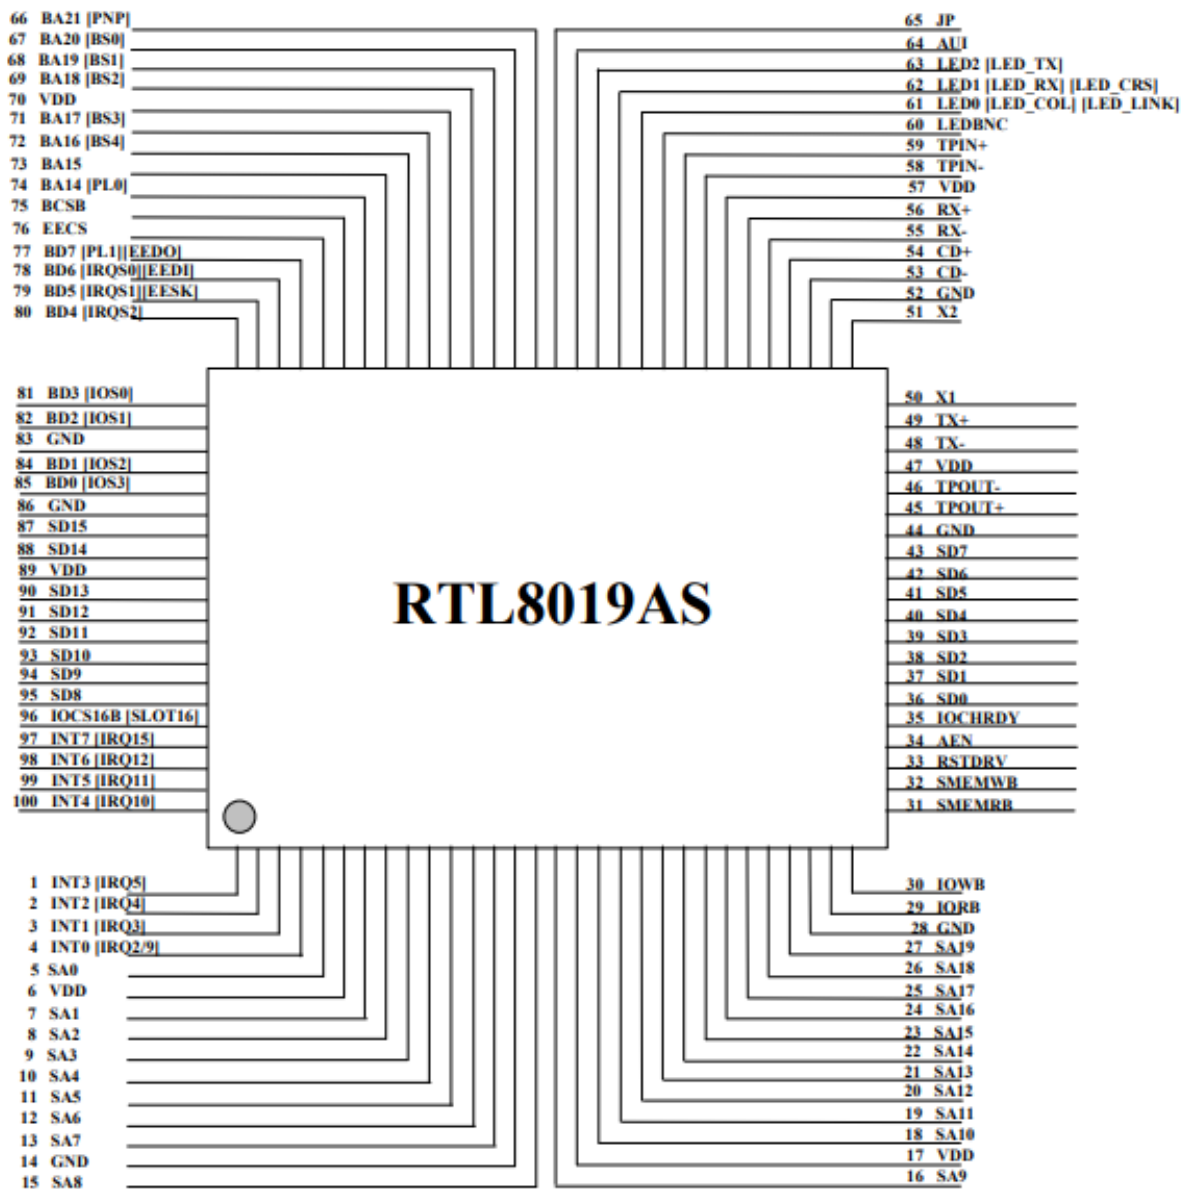 66 BA21 [PNP]
67 BA20 [BS0]
68 BA19 [BS1]
69 BA18 [BS2]
70 VDD
71 BA17 [BS3]
72 BA16 [BS4]
73 BA15
74 BA14 [PL0]
75 BCSB
76 EECS
77 BD7 [PL1][EEDO]
78 BD6 [IRQS0][EEDI]
79 BD5 [IRQS1][EESK]
80 BD4 [IRQS2]
65 JP
64 AUI
63 LED2 [LED_TX]
62 LED1 [LED_RX] [LED_CRS]
61 LED0 [LED_COL] [LED_LINK]
60 LEDBNC
59 TPIN+
58 TPIN-
57 VDD
56 RX+
55 RX-
54 CD+
53 CD-
52 GND
51 X2
81 BD3 [IOS0]
82 BD2 [IOS1]
83 GND
84 BD1 [IOS2]
85 BD0 [IOS3]
86 GND
87 SD15
88 SD14
89 VDD
90 SD13
91 SD12
92 SD11
93 SD10
94 SD9
95 SD8
96 IOCS16B [SLOT16]
97 INT7 [IRQ15]
98 INT6 [IRQ12]
99 INT5 [IRQ11]
100 INT4 [IRQ10]
RTL8019AS
50 X1
49 TX+
48 TX-
47 VDD
46 TPOUT-
45 TPOUT+
44 GND
43 SD7
42 SD6
41 SD5
40 SD4
39 SD3
38 SD2
37 SD1
36 SD0
35 IOCHRDY
34 AEN
33 RSTDRV
32 SMEMWB
31 SMEMRB
1 INT3 [IRQ5]
2 INT2 [IRQ4]
3 INT1 [IRQ3]
4 INT0 [IRQ2/9]
5 SA0
6 VDD
7 SA1
8 SA2
9 SA3
10 SA4
11 SA5
12 SA6
13 SA7
14 GND
15 SA8
30 IOWB
29 IORB
28 GND
27 SA19
26 SA18
25 SA17
24 SA16
23 SA15
22 SA14
21 SA13
20 SA12
19 SA11
18 SA10
17 VDD
16 SA9